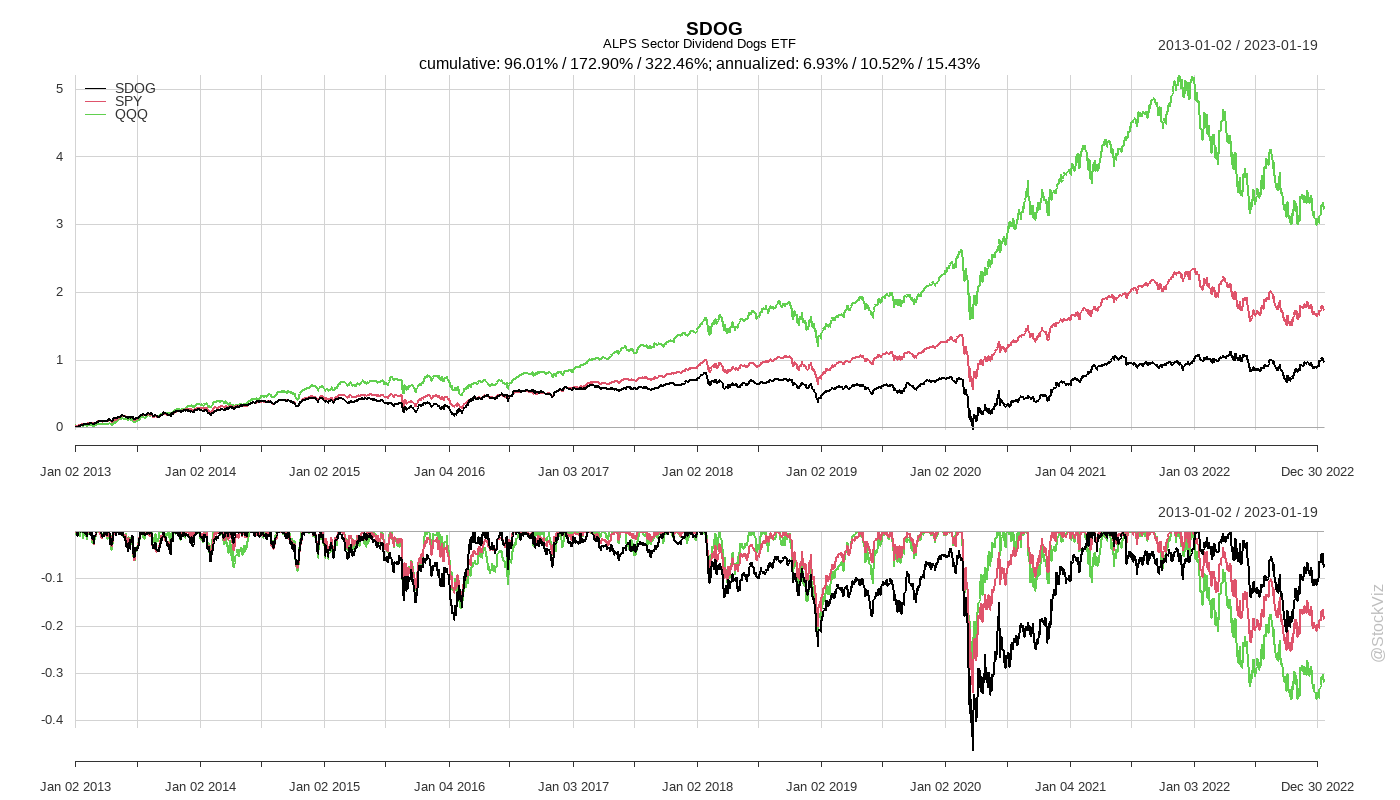 SDOG
ALPS Sector Dividend Dogs ETF
2013-01-02 / 2023-01-19
cumulative: 96.01% / 172.90% / 322.46%; annualized: 6.93% / 10.52% / 15.43%
SDOG
SPY
QQQ
5
4
3
2
1
0
Jan 02 2013 Jan 02 2014 Jan 02 2015 Jan 04 2016 Jan 03 2017 Jan 02 2018 Jan 02 2019 Jan 02 2020 Jan 04 2021 Jan 03 2022 Dec 30 2022
2013-01-02 / 2023-01-19
-0.1
-0.2
-0.3
-0.4
Jan 02 2013 Jan 02 2014 Jan 02 2015 Jan 04 2016 Jan 03 2017 Jan 02 2018 Jan 02 2019 Jan 02 2020 Jan 04 2021 Jan 03 2022 Dec 30 2022
@StockViz